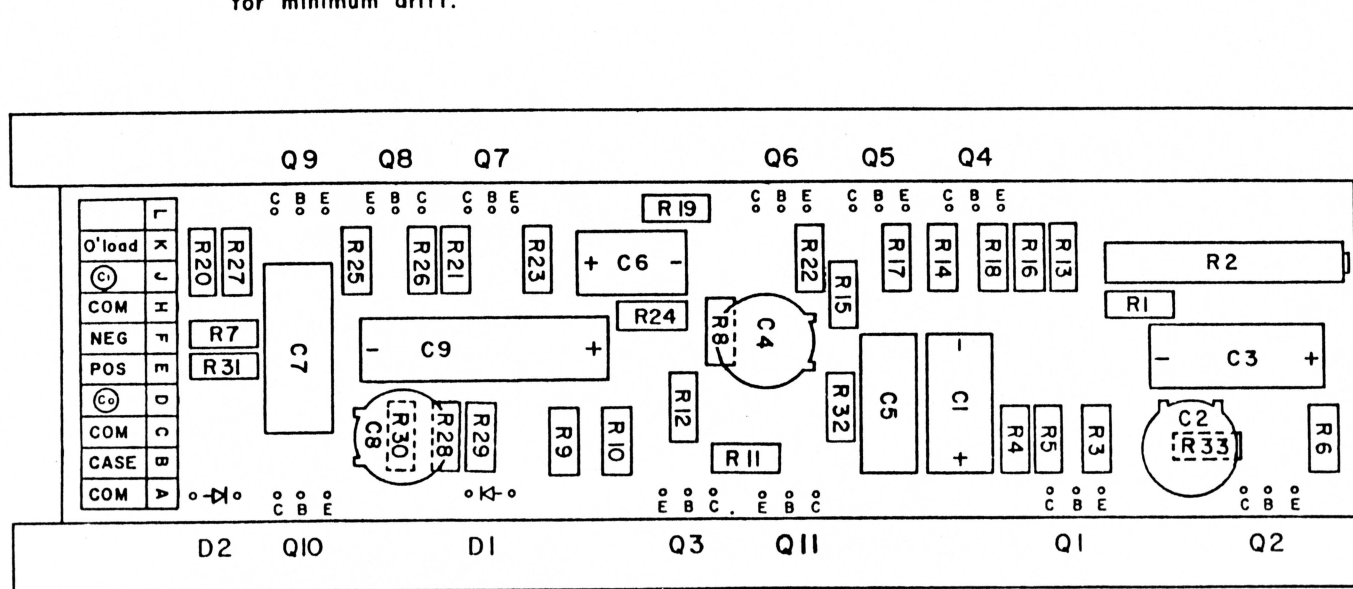 for minimum drift.
Q9 Q8 Q7 Q6 Q5 Q4
C B E E B C C B E C B E C B E C B E
L
O'load K
C1 J
COM H
NEG F
POS E
Co D
COM C
CASE B
COM A
R20 R27 R25 R26 R21 R23 R19 R22 R17 R14 R18 R16 R13 R2
+ C6 -
R15 R1
R7 R24 R8 C4
R31 C7 - C9 + - C3 +
R12 R32 C5 - C1 +
C8 R30 R28 R29 R9 R10 R11 R4 R5 R3 C2 R33 R6
C B E E B C . E B C C B E C B E
D2 Q10 D1 Q3 Q11 Q1 Q2